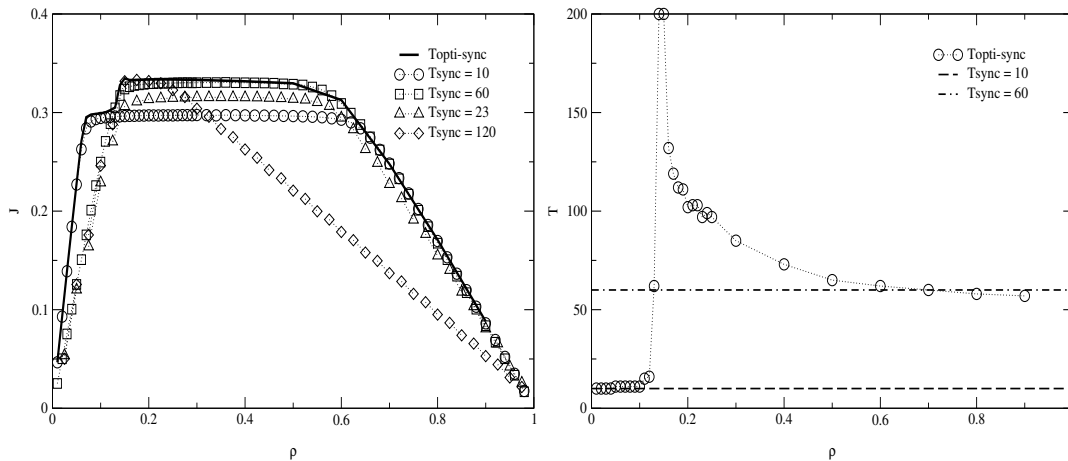 0.4
0.3
0.2
0.1
0
J
Topti-sync
Tsync = 10
Tsync = 60
Tsync = 23
Tsync = 120
0 0.2 0.4 0.6 0.8 1
ρ
200
150
100
50
0
T
Topti-sync
Tsync = 10
Tsync = 60
0 0.2 0.4 0.6 0.8 1
ρ